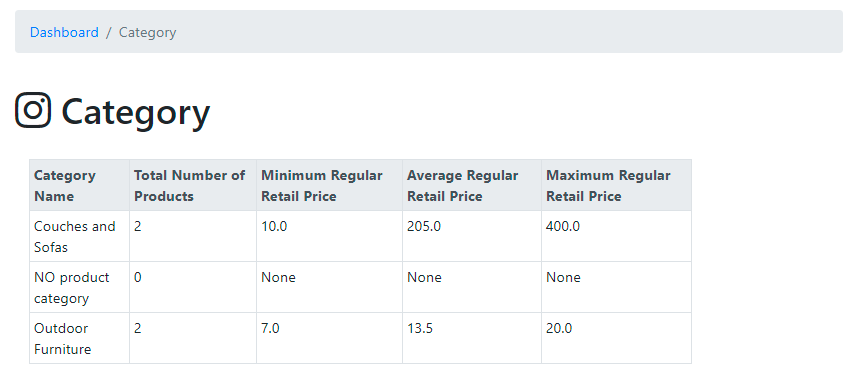 Dashboard / Category
Category
Category Name	Total Number of Products	Minimum Regular Retail Price	Average Regular Retail Price	Maximum Regular Retail Price
Couches and Sofas	2	10.0	205.0	400.0
NO product category	0	None	None	None
Outdoor Furniture	2	7.0	13.5	20.0